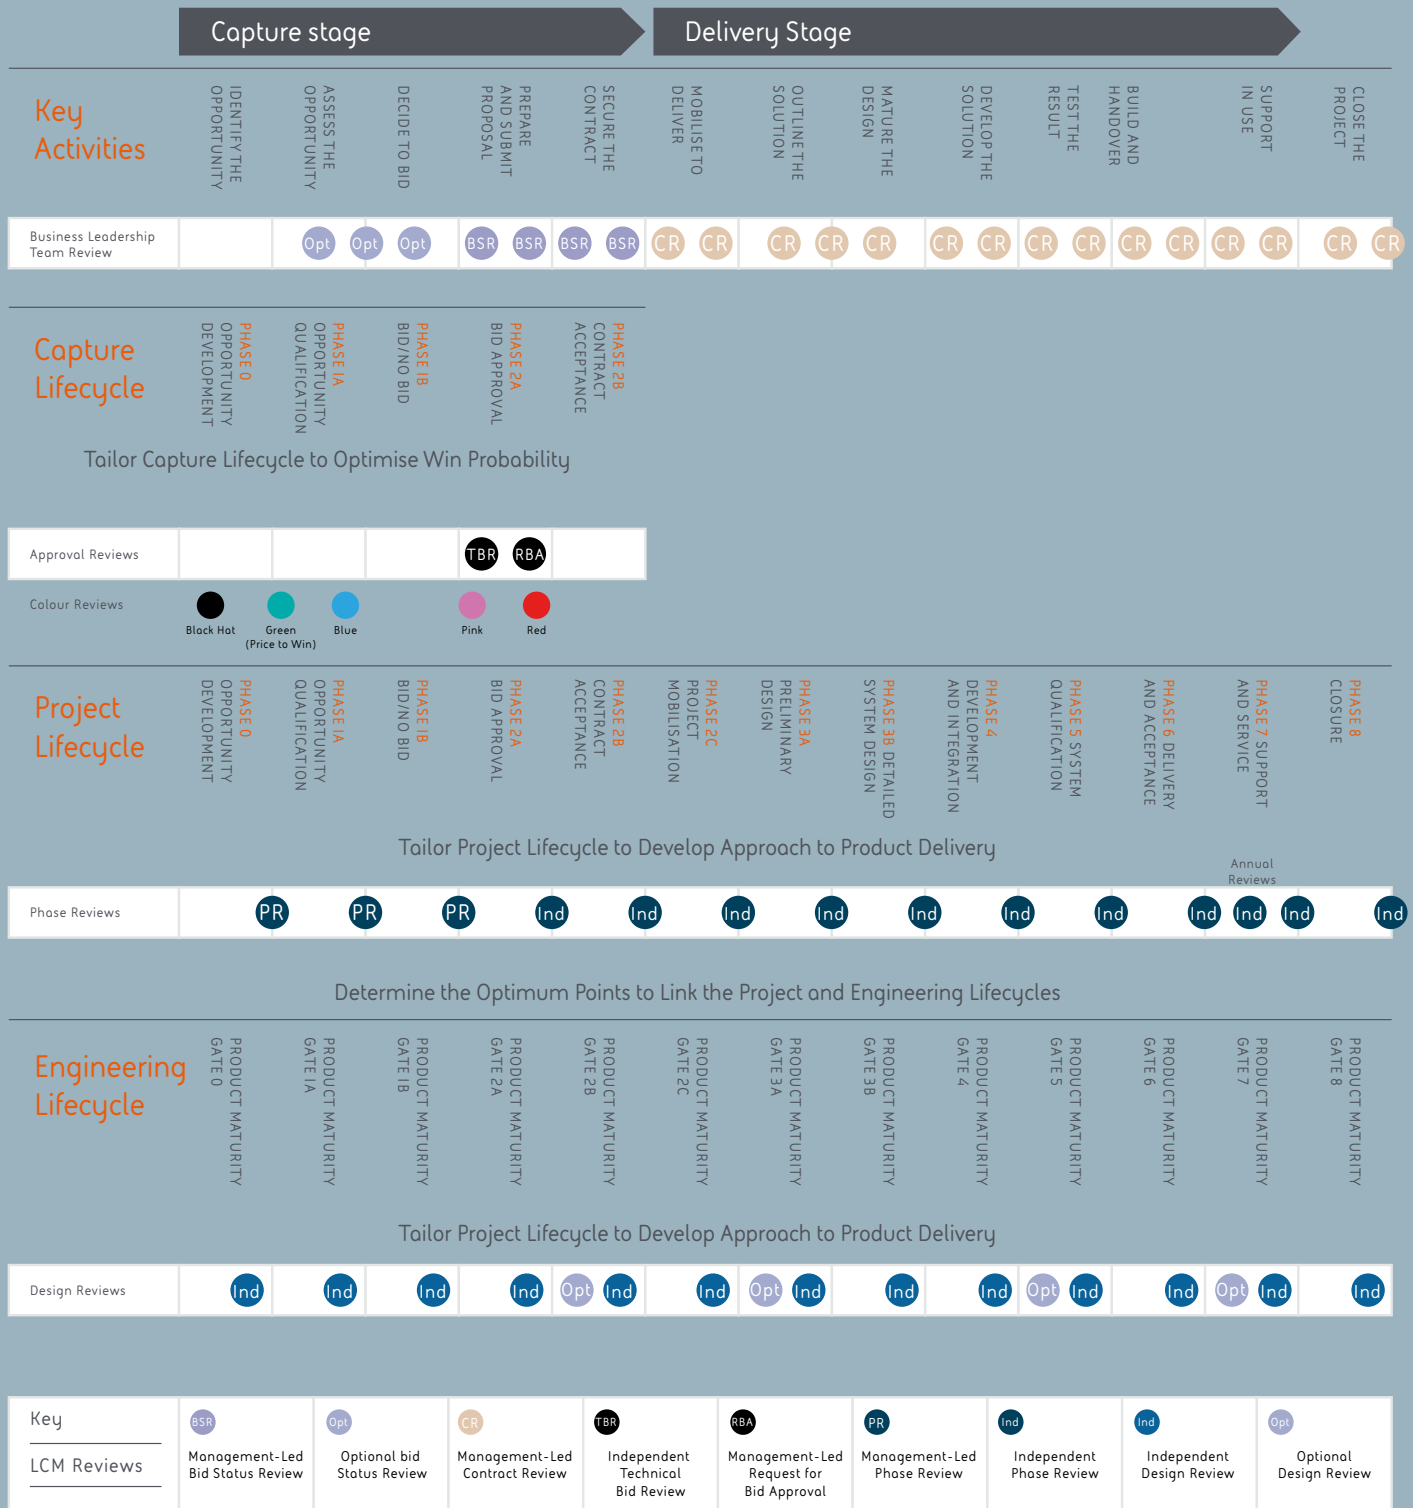 Capture stage
Delivery Stage
Key
Activities
IDENTIFY THE
OPPORTUNITY
ASSESS THE
OPPORTUNITY
DECIDE TO BID
PREPARE
AND SUBMIT
PROPOSAL
SECURE THE
CONTRACT
MOBILISE TO
DELIVER
OUTLINE THE
SOLUTION
MATURE THE
DESIGN
DEVELOP THE
SOLUTION
TEST THE
RESULT
BUILD AND
HANDOVER
SUPPORT
IN USE
CLOSE THE
PROJECT
Business Leadership
Team Review
Opt Opt Opt BSR BSR BSR BSR CR CR CR CR CR CR CR CR CR CR CR CR CR CR CR
Capture
Lifecycle
PHASE 0
OPPORTUNITY
DEVELOPMENT
PHASE 1A
OPPORTUNITY
QUALIFICATION
PHASE 1B
BID/NO BID
PHASE 2A
BID APPROVAL
PHASE 2B
CONTRACT
ACCEPTANCE
Tailor Capture Lifecycle to Optimise Win Probability
Approval Reviews
TBR RBA
Colour Reviews
Black Hat
Green
(Price to Win)
Blue
Pink
Red
Project
Lifecycle
PHASE 0
OPPORTUNITY
DEVELOPMENT
PHASE 1A
OPPORTUNITY
QUALIFICATION
PHASE 1B
BID/NO BID
PHASE 2A
BID APPROVAL
PHASE 2B
CONTRACT
ACCEPTANCE
PHASE 2C
PROJECT
MOBILISATION
PHASE 3A
PRELIMINARY
DESIGN
PHASE 3B DETAILED
SYSTEM DESIGN
PHASE 4
DEVELOPMENT
AND INTEGRATION
PHASE 5 SYSTEM
QUALIFICATION
PHASE 6 DELIVERY
AND ACCEPTANCE
PHASE 7 SUPPORT
AND SERVICE
PHASE 8
CLOSURE
Tailor Project Lifecycle to Develop Approach to Product Delivery
Annual
Reviews
Phase Reviews
PR PR PR Ind Ind Ind Ind Ind Ind Ind Ind Ind Ind Ind
Determine the Optimum Points to Link the Project and Engineering Lifecycles
Engineering
Lifecycle
PRODUCT MATURITY
GATE 0
PRODUCT MATURITY
GATE 1A
PRODUCT MATURITY
GATE 1B
PRODUCT MATURITY
GATE 2A
PRODUCT MATURITY
GATE 2B
PRODUCT MATURITY
GATE 2C
PRODUCT MATURITY
GATE 3A
PRODUCT MATURITY
GATE 3B
PRODUCT MATURITY
GATE 4
PRODUCT MATURITY
GATE 5
PRODUCT MATURITY
GATE 6
PRODUCT MATURITY
GATE 7
PRODUCT MATURITY
GATE 8
Tailor Project Lifecycle to Develop Approach to Product Delivery
Design Reviews
Ind Ind Ind Ind Opt Ind Ind Opt Ind Ind Ind Opt Ind Ind Opt Ind Ind
Key
LCM Reviews
BSR
Management-Led
Bid Status Review
Opt
Optional bid
Status Review
CR
Management-Led
Contract Review
TBR
Independent
Technical
Bid Review
RBA
Management-Led
Request for
Bid Approval
PR
Management-Led
Phase Review
Ind
Independent
Phase Review
Ind
Independent
Design Review
Opt
Optional
Design Review